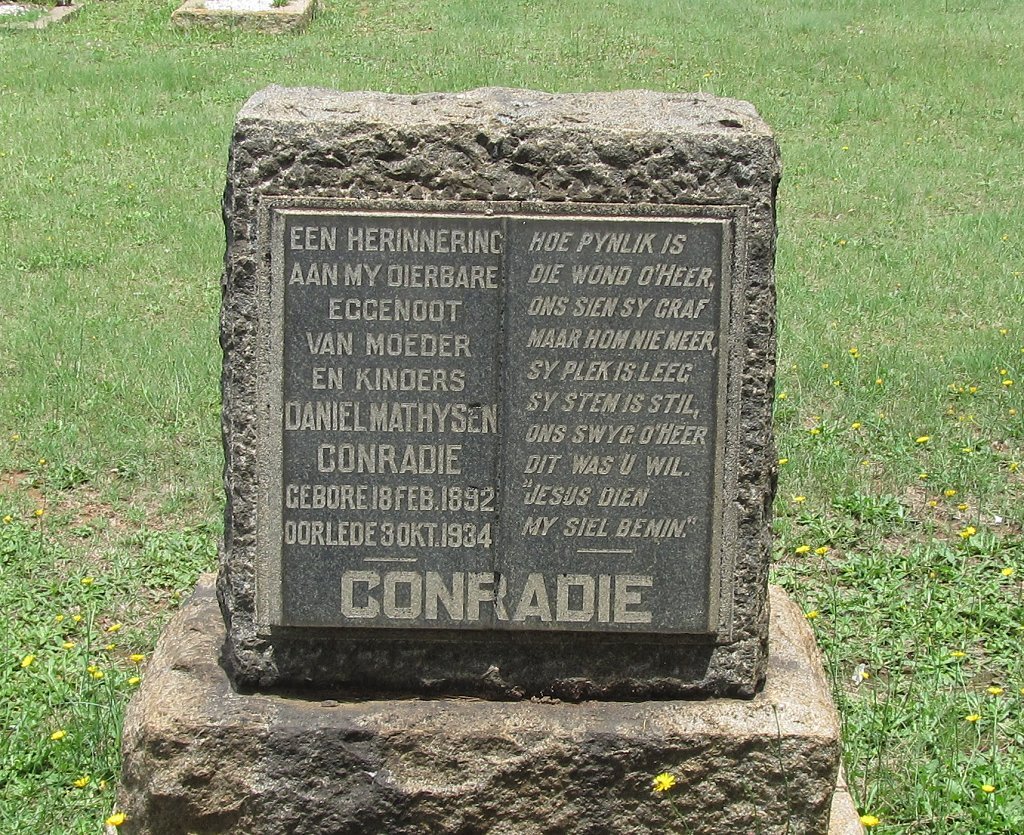 EEN HERINNERING
AAN MY DIERBARE
EGGENOOT
VAN MOEDER
EN KINDERS
DANIEL MATHYSEN
CONRADIE
GEBORE 18 FEB. 1892
OORLEDE 3 OKT. 1934
HOE PYNLIK IS
DIE WOND O'HEER,
ONS SIEN SY GRAF
MAAR HOM NIE MEER,
SY PLEK IS LEEG
SY STEM IS STIL,
ONS SWYG, O'HEER
DIT WAS U WIL.
"JESUS DIEN
MY SIEL BEMIN."
CONRADIE